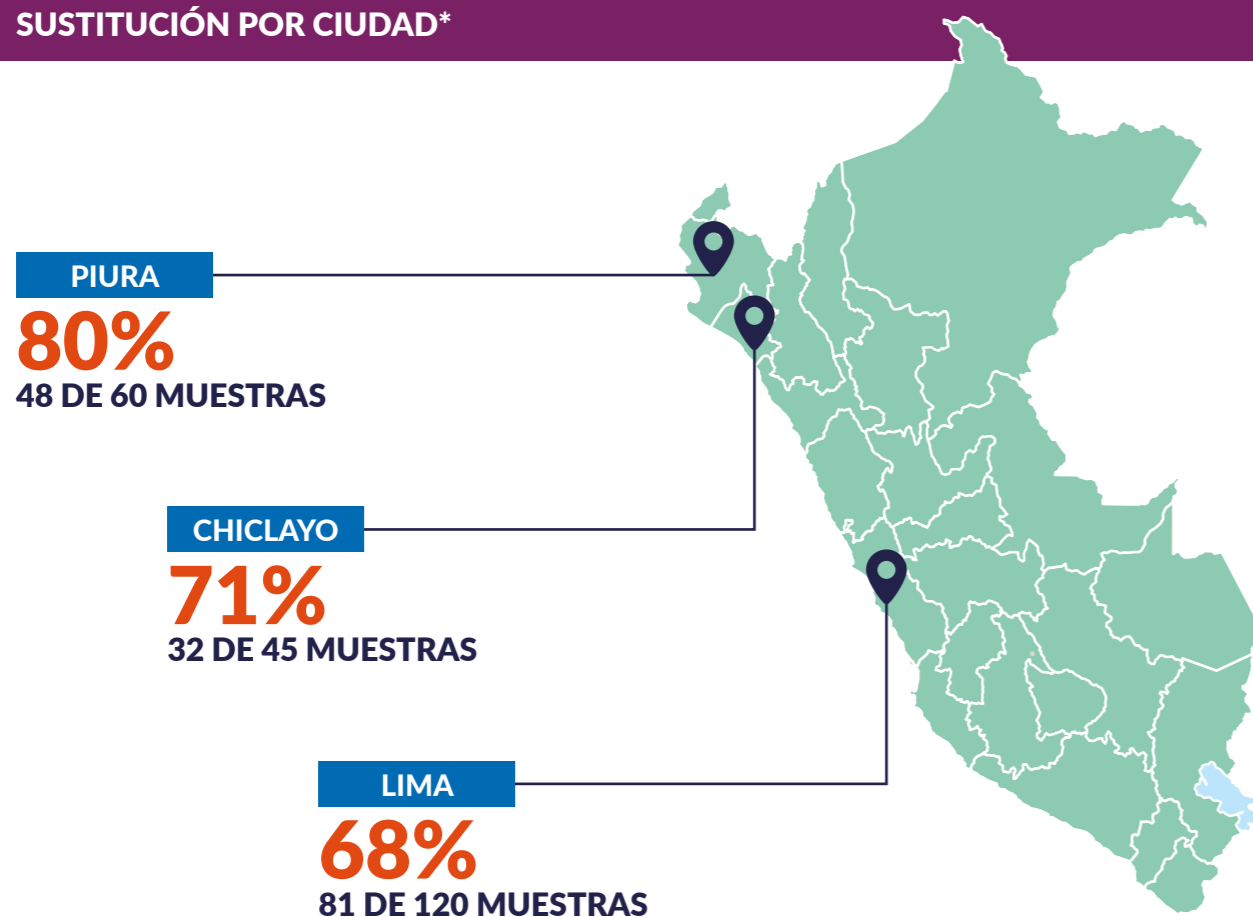 SUSTITUCIÓN POR CIUDAD*
PIURA
80%
48 DE 60 MUESTRAS
CHICLAYO
71%
32 DE 45 MUESTRAS
LIMA
68%
81 DE 120 MUESTRAS